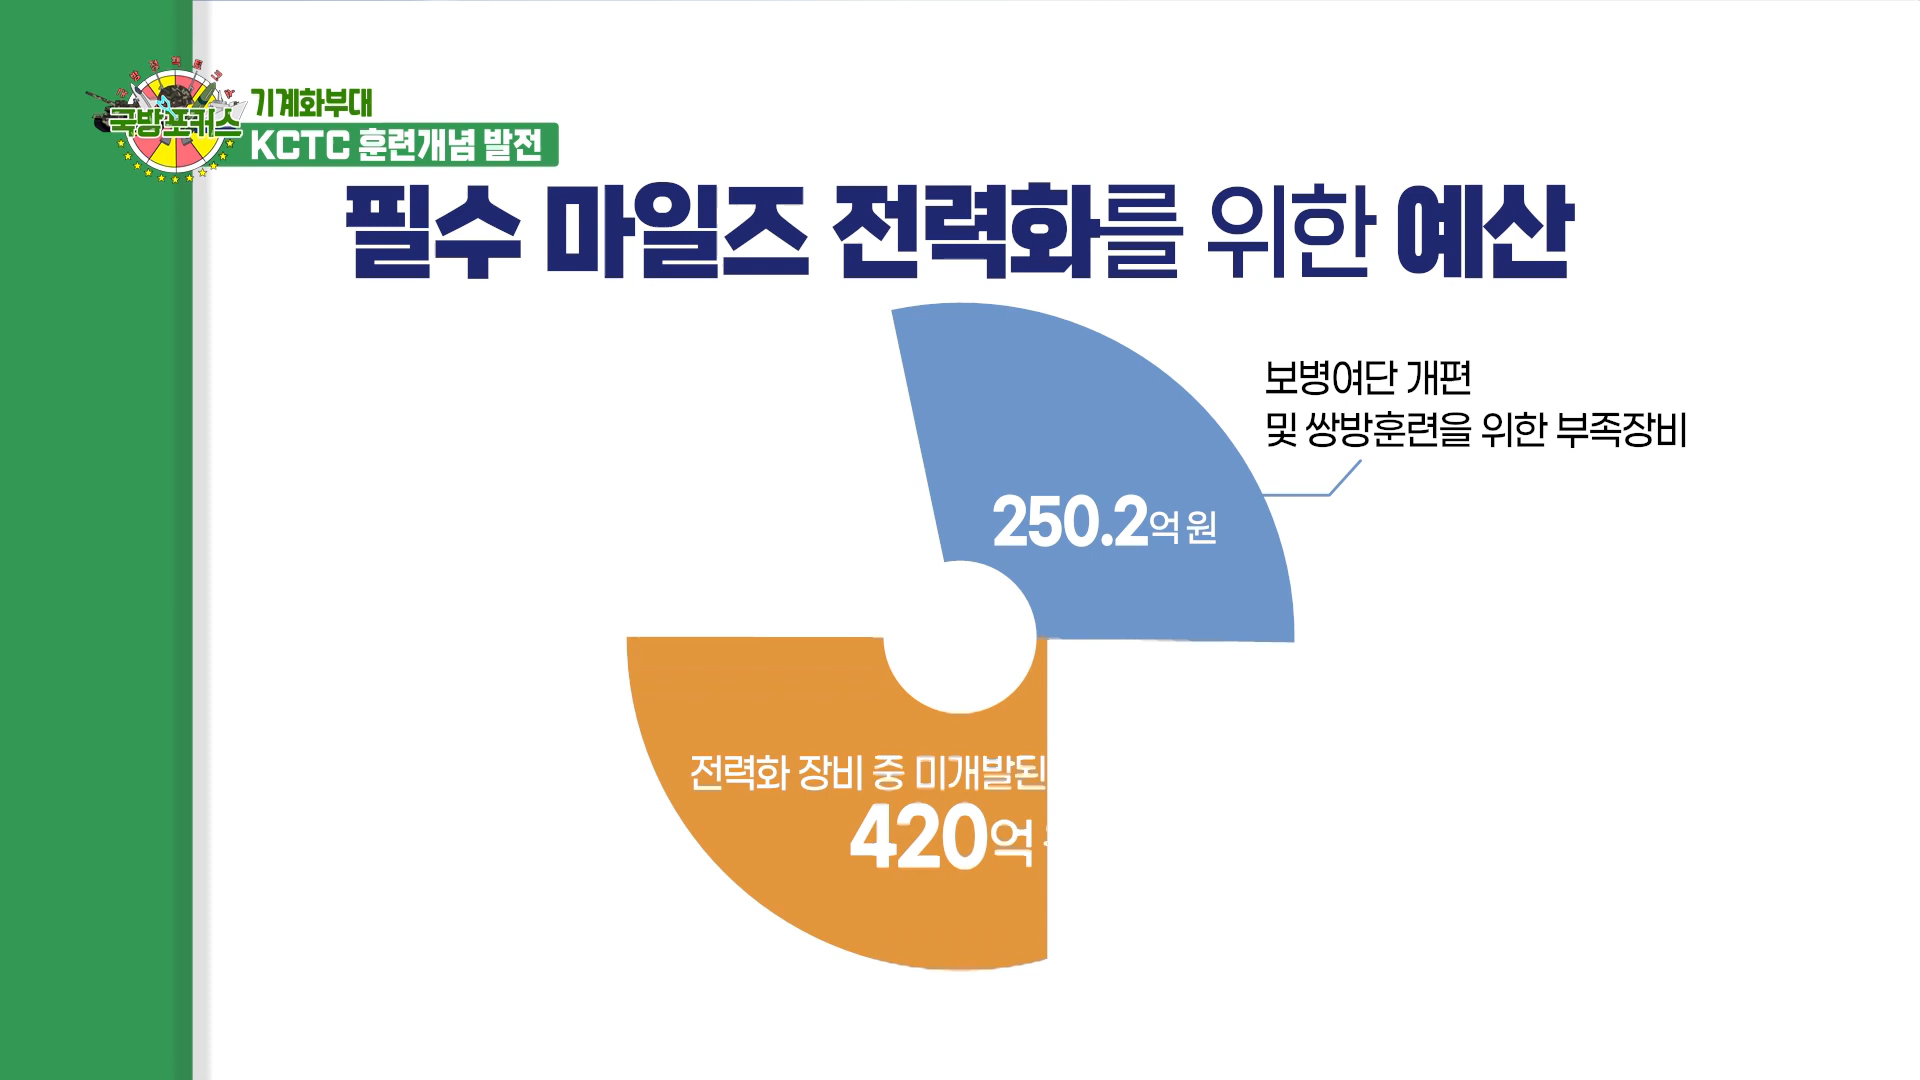 국방포커스
기계화부대
KCTC 훈련개념 발전
필수 마일즈 전력화를 위한 예산
보병여단 개편
및 쌍방훈련을 위한 부족장비
250.2억 원
전력화 장비 중 미개발된
420억